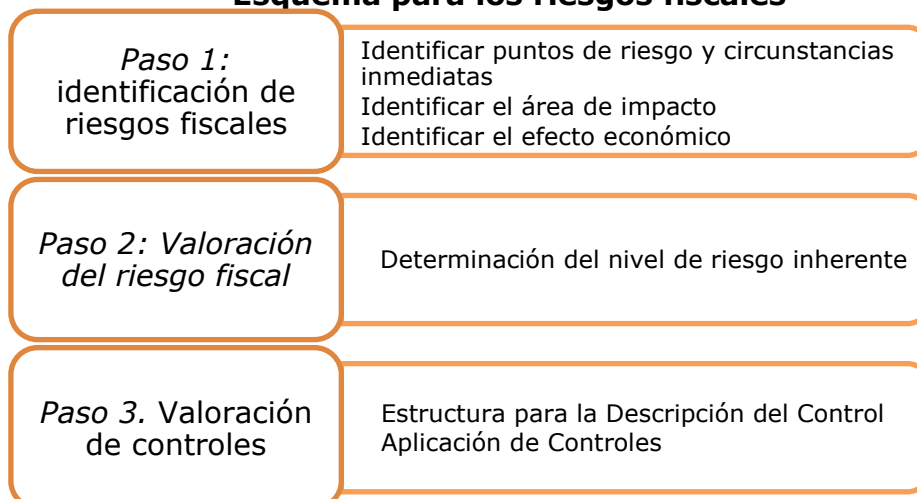 Esquema para los riesgos fiscales
Paso 1:
identificación de
riesgos fiscales
Identificar puntos de riesgo y circunstancias
inmediatas
Identificar el área de impacto
Identificar el efecto económico
Paso 2: Valoración
del riesgo fiscal
Determinación del nivel de riesgo inherente
Paso 3. Valoración
de controles
Estructura para la Descripción del Control
Aplicación de Controles